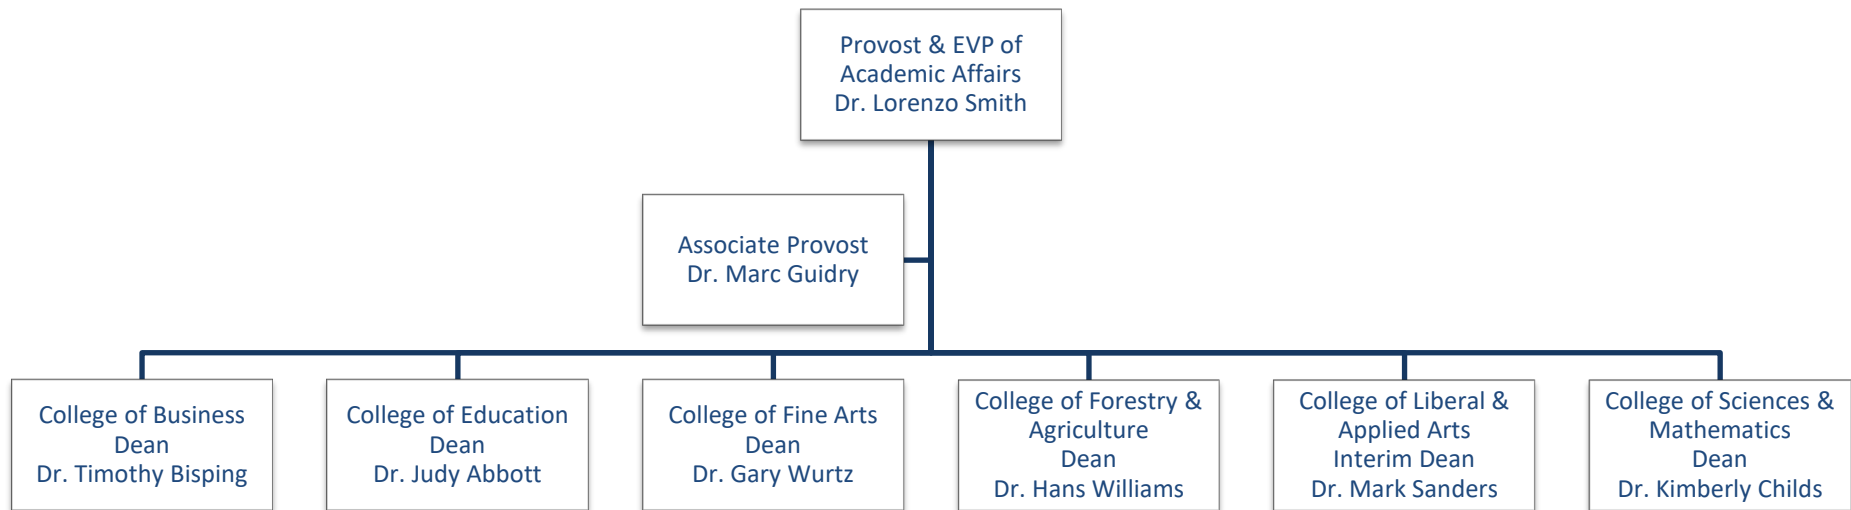 Provost & EVP of
Academic Affairs
Dr. Lorenzo Smith
Associate Provost
Dr. Marc Guidry
College of Business
Dean
Dr. Timothy Bisping
College of Education
Dean
Dr. Judy Abbott
College of Fine Arts
Dean
Dr. Gary Wurtz
College of Forestry &
Agriculture
Dean
Dr. Hans Williams
College of Liberal &
Applied Arts
Interim Dean
Dr. Mark Sanders
College of Sciences &
Mathematics
Dean
Dr. Kimberly Childs